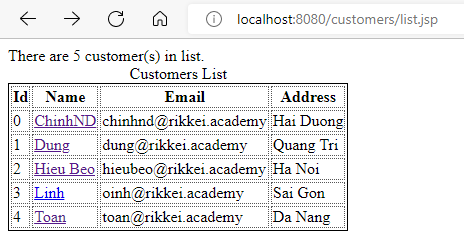 localhost:8080/customers/list.jsp
There are 5 customer(s) in list.
Customers List
Id Name Email Address
0 ChinhND chinhnd@rikkei.academy Hai Duong
1 Dung dung@rikkei.academy Quang Tri
2 Hieu Beo hieubeo@rikkei.academy Ha Noi
3 Linh oinh@rikkei.academy Sai Gon
4 Toan toan@rikkei.academy Da Nang